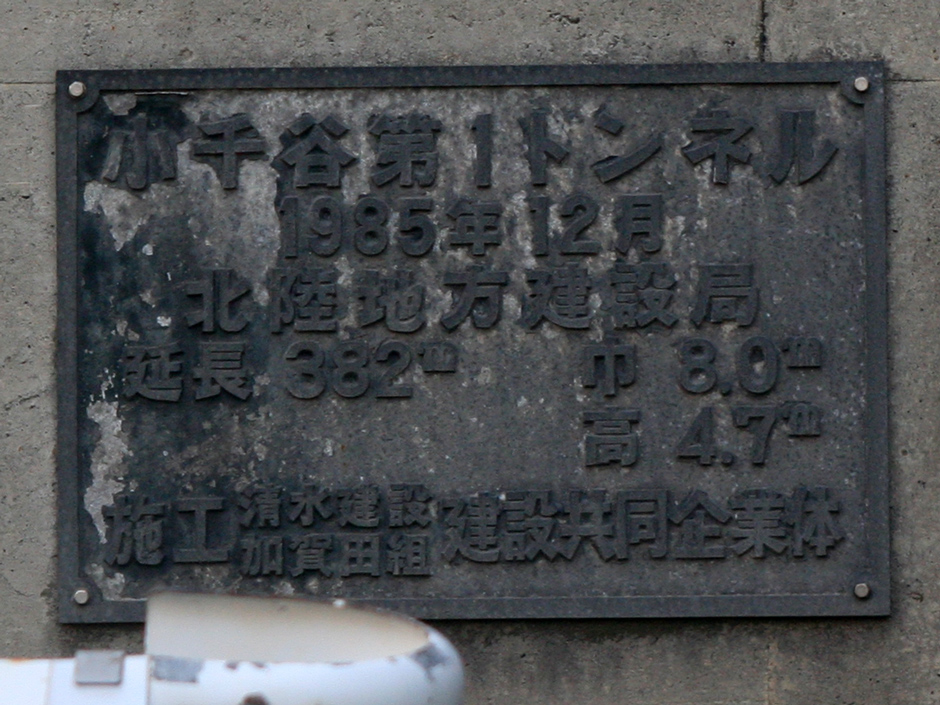 小千谷第1トンネル
1985年12月
北陸地方建設局
延長 382m 巾 8.0m
高 4.7m
施工 清水建設 加賀田組 建設共同企業体